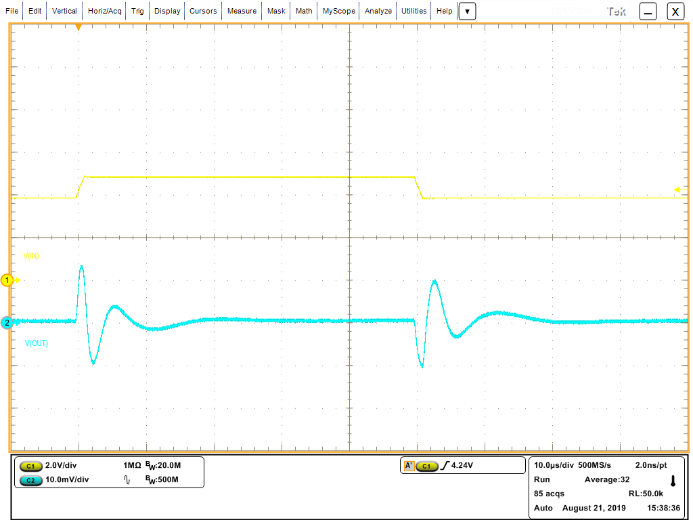 File Edit Vertical Horiz/Acq Trig Display Cursors Measure Mask Math MyScope Analyze Utilities Help Tek X
1
2
V(OUT)
C1 2.0V/div 1MΩ BW:20.0M
C2 10.0mV/div BW:500M
A' C1 4.24V
10.0µs/div 500MS/s 2.0ns/pt
Run Average:32
85 acqs RL:50.0k
Auto August 21, 2019 15:38:36